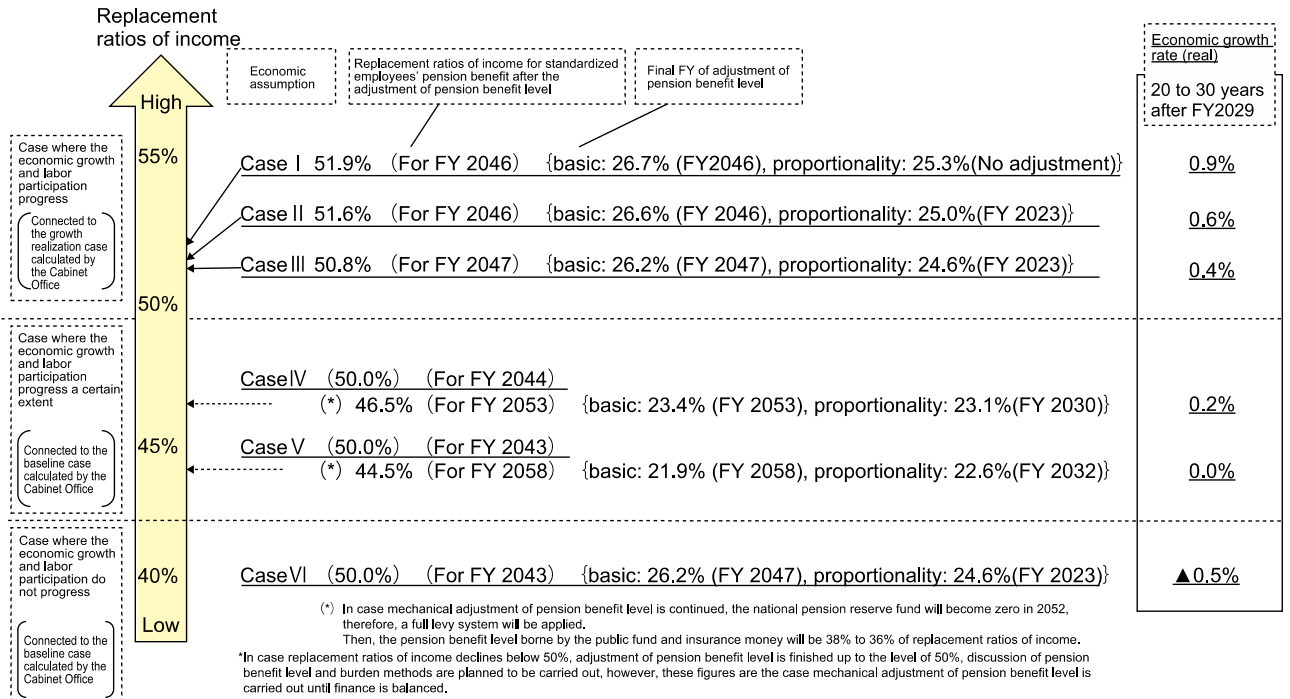 Replacement
ratios of income
High
55%
50%
45%
40%
Low
Economic
assumption
Replacement ratios of income for standardized
employees' pension benefit after the
adjustment of pension benefit level
Final FY of adjustment of
pension benefit level
Economic growth
rate (real)
20 to 30 years
after FY2029
Case where the
economic growth
and labor
participation
progress
Connected to
the growth
realization case
calculated by
the Cabinet
Office
Case Ⅰ 51.9% (For FY 2046) {basic: 26.7% (FY2046), proportionality: 25.3%(No adjustment)}
0.9%
Case Ⅱ 51.6% (For FY 2046) {basic: 26.6% (FY 2046), proportionality: 25.0%(FY 2023)}
0.6%
Case Ⅲ 50.8% (For FY 2047) {basic: 26.2% (FY 2047), proportionality: 24.6%(FY 2023)}
0.4%
Case where the
economic growth
and labor
participation
progress a certain
extent
Connected to the
baseline case
calculated by the
Cabinet Office
Case Ⅳ (50.0%) (For FY 2044)
(*) 46.5% (For FY 2053) {basic: 23.4% (FY 2053), proportionality: 23.1%(FY 2030)}
0.2%
Case Ⅴ (50.0%) (For FY 2043)
(*) 44.5% (For FY 2058) {basic: 21.9% (FY 2058), proportionality: 22.6%(FY 2032)}
0.0%
Case where the
economic growth
and labor
participation do
not progress
Connected to the
baseline case
calculated by the
Cabinet Office
Case Ⅵ (50.0%) (For FY 2043) {basic: 26.2% (FY 2047), proportionality: 24.6%(FY 2023)}
▲0.5%
(*) In case mechanical adjustment of pension benefit level is continued, the national pension reserve fund will become zero in 2052,
therefore, a full levy system will be applied.
Then, the pension benefit level borne by the public fund and insurance money will be 38% to 36% of replacement ratios of income.
*In case replacement ratios of income declines below 50%, adjustment of pension benefit level is finished up to the level of 50%, discussion of pension
benefit level and burden methods are planned to be carried out, however, these figures are the case mechanical adjustment of pension benefit level is
carried out until finance is balanced.